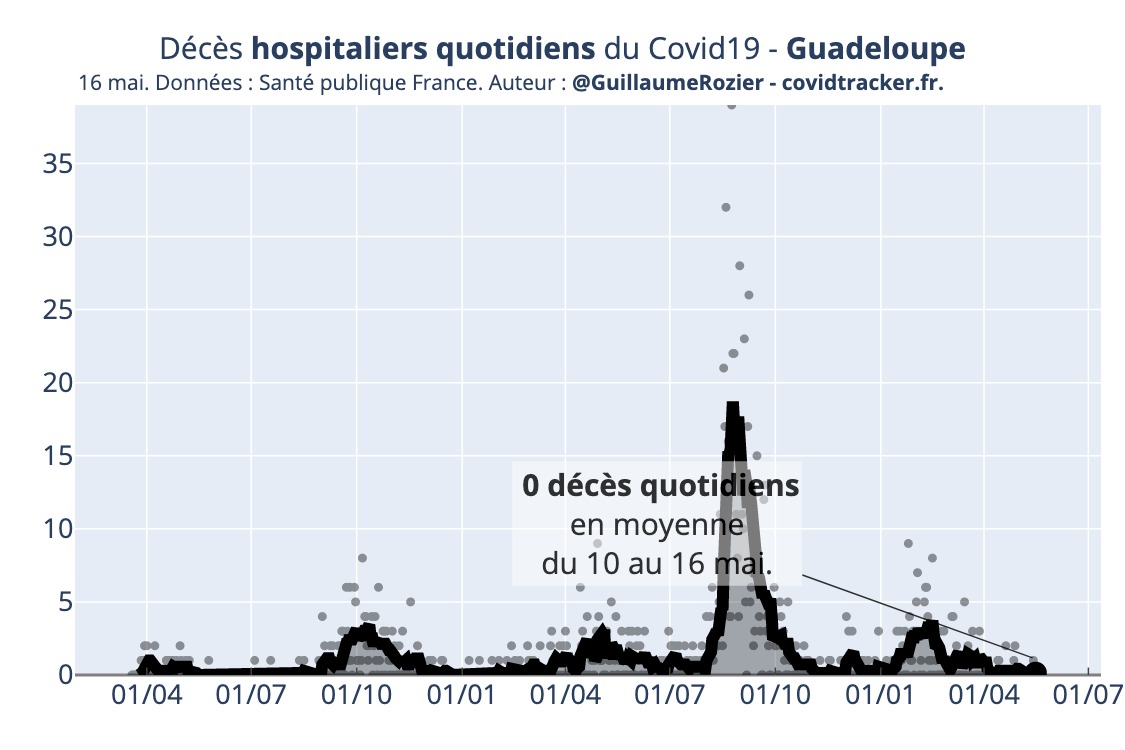 Décès hospitaliers quotidiens du Covid19 - Guadeloupe
16 mai. Données : Santé publique France. Auteur : @GuillaumeRozier - covidtracker.fr.
35
30
25
20
15
10
5
0
0 décès quotidiens
en moyenne
du 10 au 16 mai.
01/04 01/07 01/10 01/01 01/04 01/07 01/10 01/01 01/04 01/07